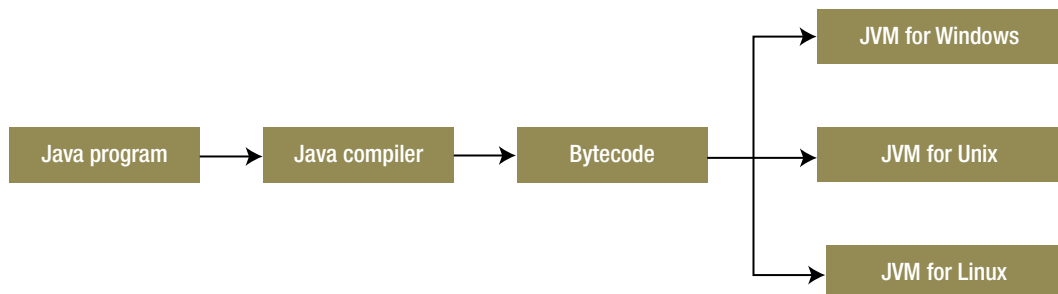 JVM for Windows
Java program
Java compiler
Bytecode
JVM for Unix
JVM for Linux